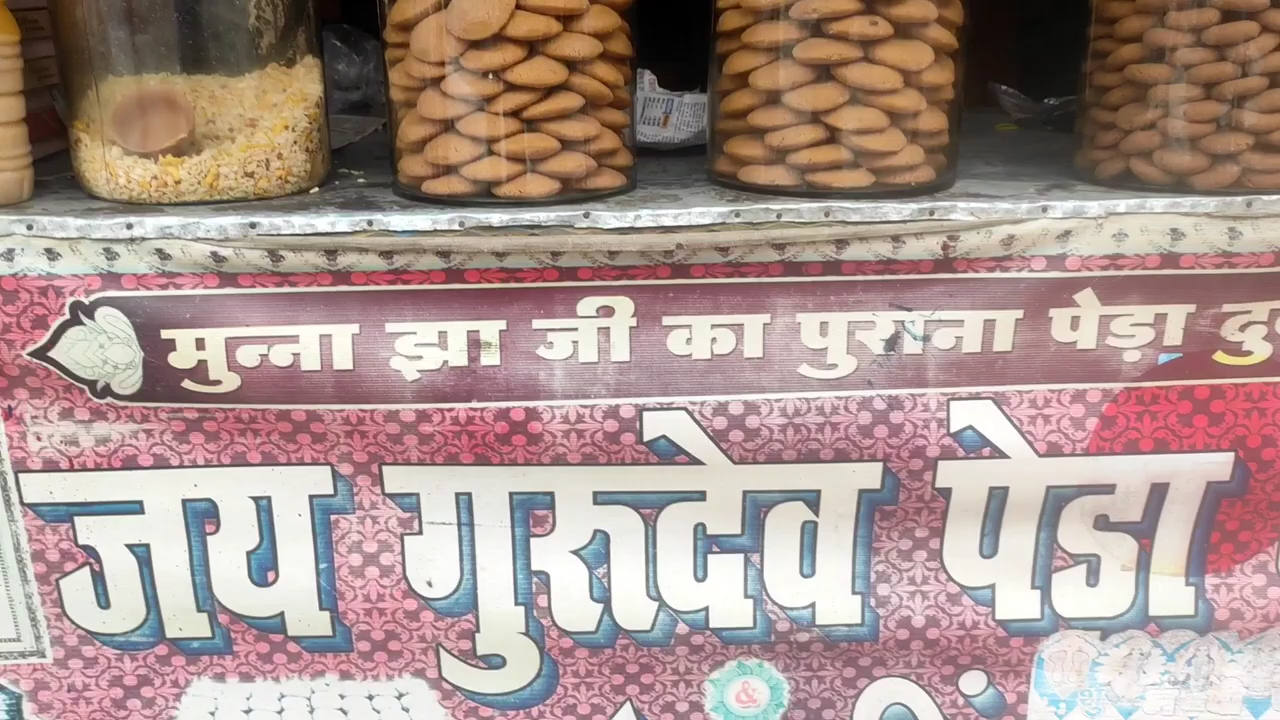 मुन्ना झा जी का पुराना पेड़ा दु
जय गुरुदेव पेडा
&